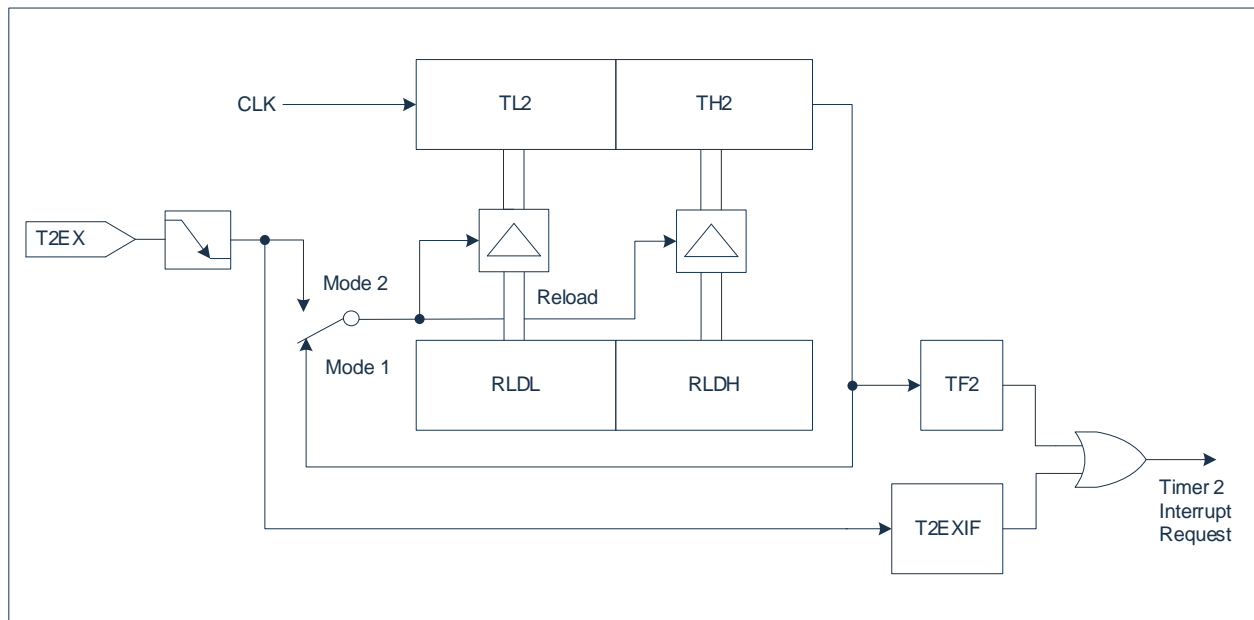 CLK
TL2
TH2
T2EX
Mode 2
Reload
Mode 1
RLDL
RLDH
TF2
T2EXIF
Timer 2
Interrupt
Request